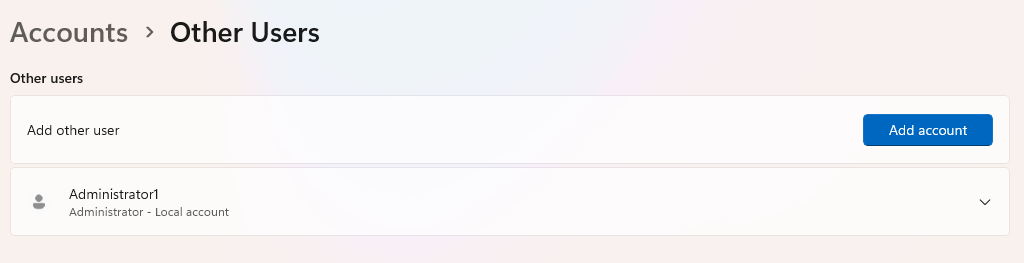 Accounts > Other Users
Other users
Add other user
Add account
Administrator1
Administrator - Local account